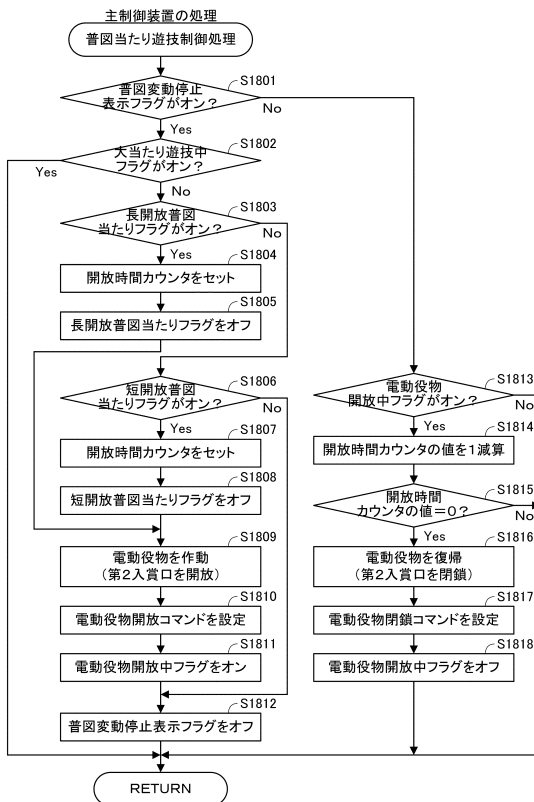 主制御装置の処理
普図当たり遊技制御処理
S1801
普図変動停止
表示フラグがオン?
No
Yes
S1802
大当たり遊技中
フラグがオン?
Yes
No
S1803
長開放普図
当たりフラグがオン?
No
Yes
S1804
開放時間カウンタをセット
S1805
長開放普図当たりフラグをオフ
S1806
短開放普図
当たりフラグがオン?
No
Yes
S1807
開放時間カウンタをセット
S1808
短開放普図当たりフラグをオフ
S1809
電動役物を作動
(第2入賞口を開放)
S1810
電動役物開放コマンドを設定
S1811
電動役物開放中フラグをオン
S1812
普図変動停止表示フラグをオフ
RETURN
S1813
電動役物
開放中フラグがオン?
No
Yes
S1814
開放時間カウンタの値を1減算
S1815
開放時間
カウンタの値=0?
No
Yes
S1816
電動役物を復帰
(第2入賞口を閉鎖)
S1817
電動役物閉鎖コマンドを設定
S1818
電動役物開放中フラグをオフ